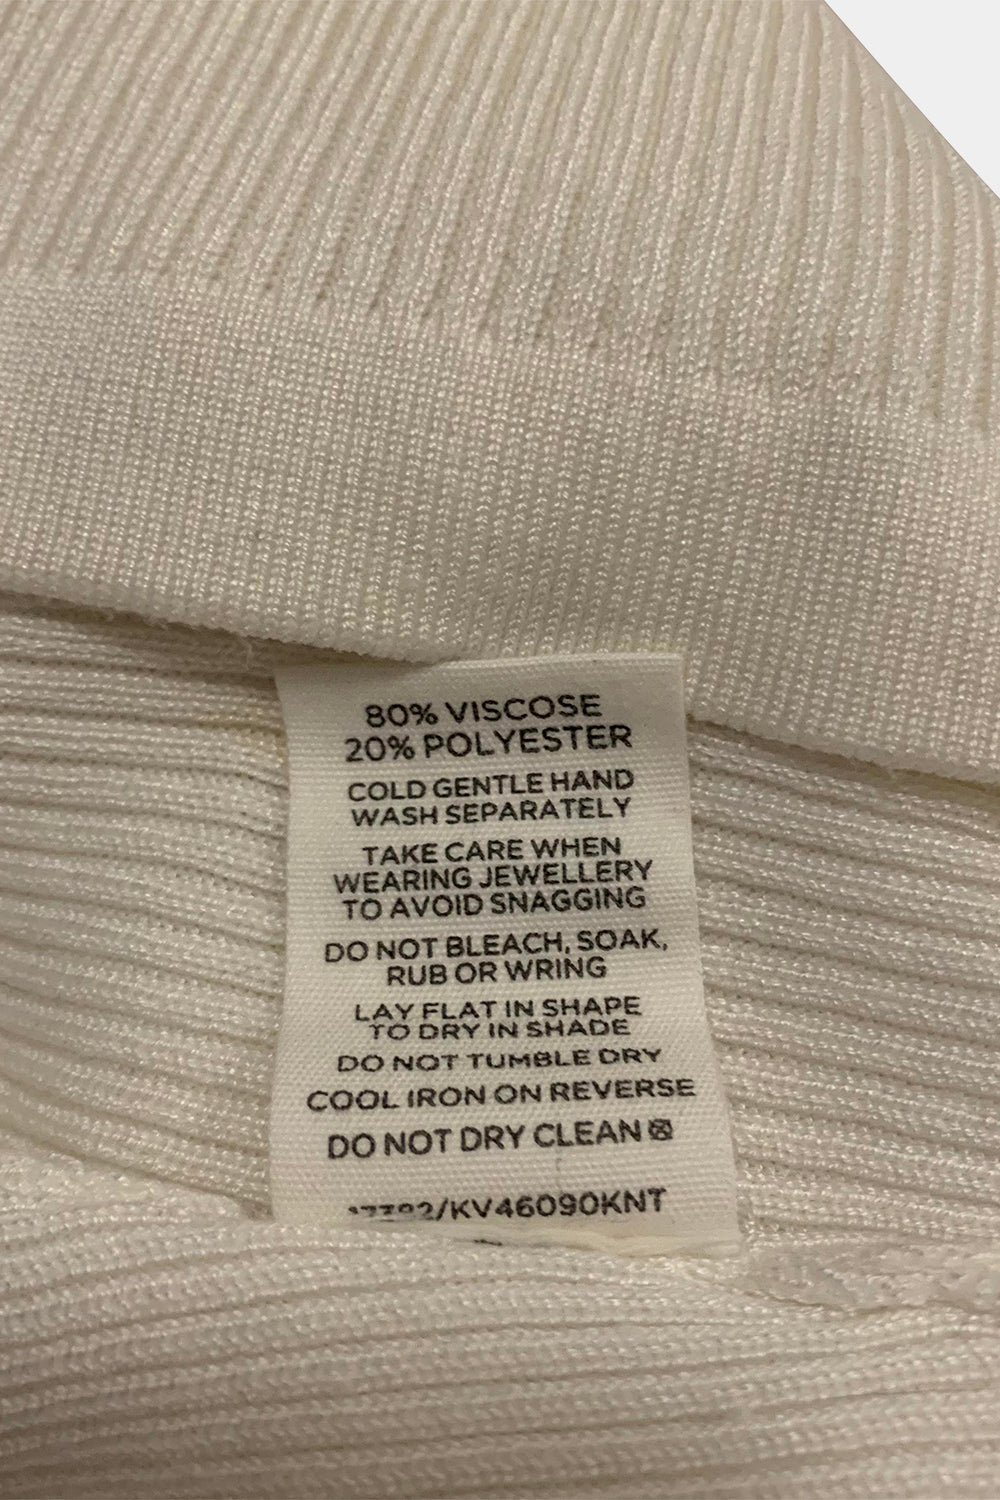 80% VISCOSE
20% POLYESTER
COLD GENTLE HAND
WASH SEPARATELY
TAKE CARE WHEN
WEARING JEWELLERY
TO AVOID SNAGGING
DO NOT BLEACH, SOAK,
RUB OR WRING
LAY FLAT IN SHAPE
TO DRY IN SHADE
DO NOT TUMBLE DRY
COOL IRON ON REVERSE
DO NOT DRY CLEAN
/KV46090KNT